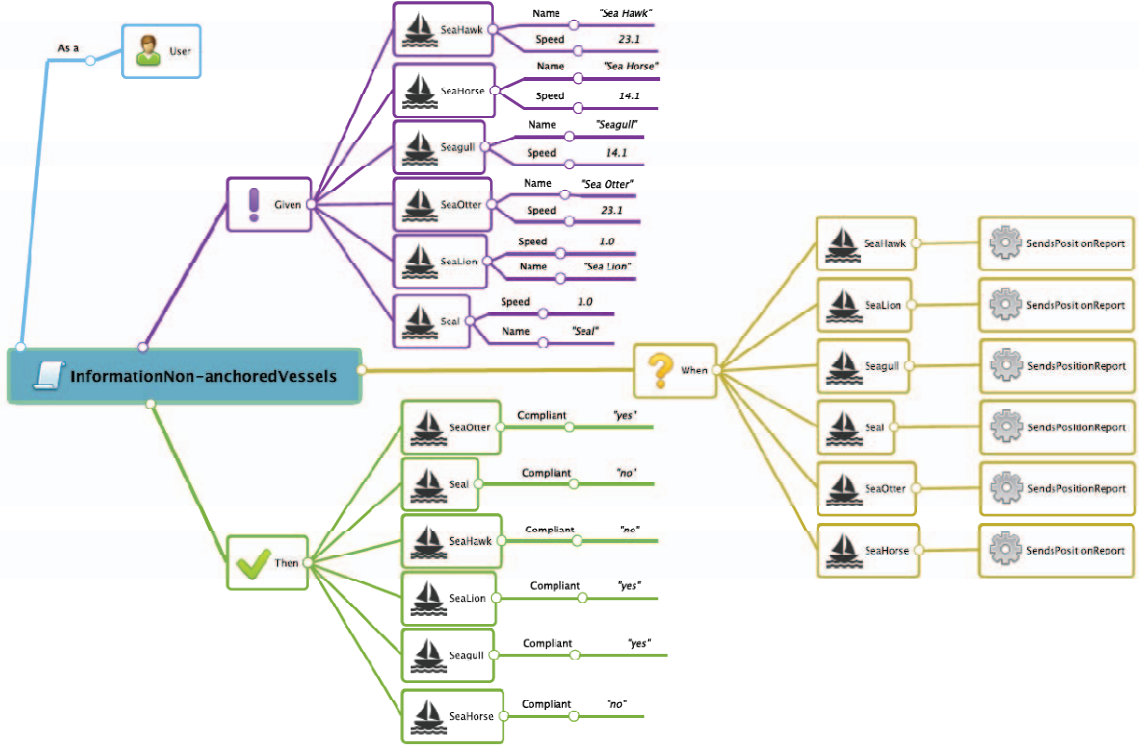 As a
User
SeaHawk
Name "Sea Hawk"
Speed 23.1
SeaHorse
Name "Sea Horse"
Speed 14.1
Seagull
Name "Seagull"
Speed 14.1
Given
SeaOtter
Name "Sea Otter"
Speed 23.1
SeaLion
Speed 1.0
Name "Sea Lion"
Seal
Speed 1.0
Name "Seal"
InformationNon-anchoredVessels
When
SeaHawk SendsPositionReport
SeaLion SendsPositionReport
Seagull SendsPositionReport
Seal SendsPositionReport
SeaOtter SendsPositionReport
SeaHorse SendsPositionReport
Then
SeaOtter Compliant "yes"
Seal Compliant "no"
SeaHawk Compliant "no"
SeaLion Compliant "yes"
Seagull Compliant "yes"
SeaHorse Compliant "no"